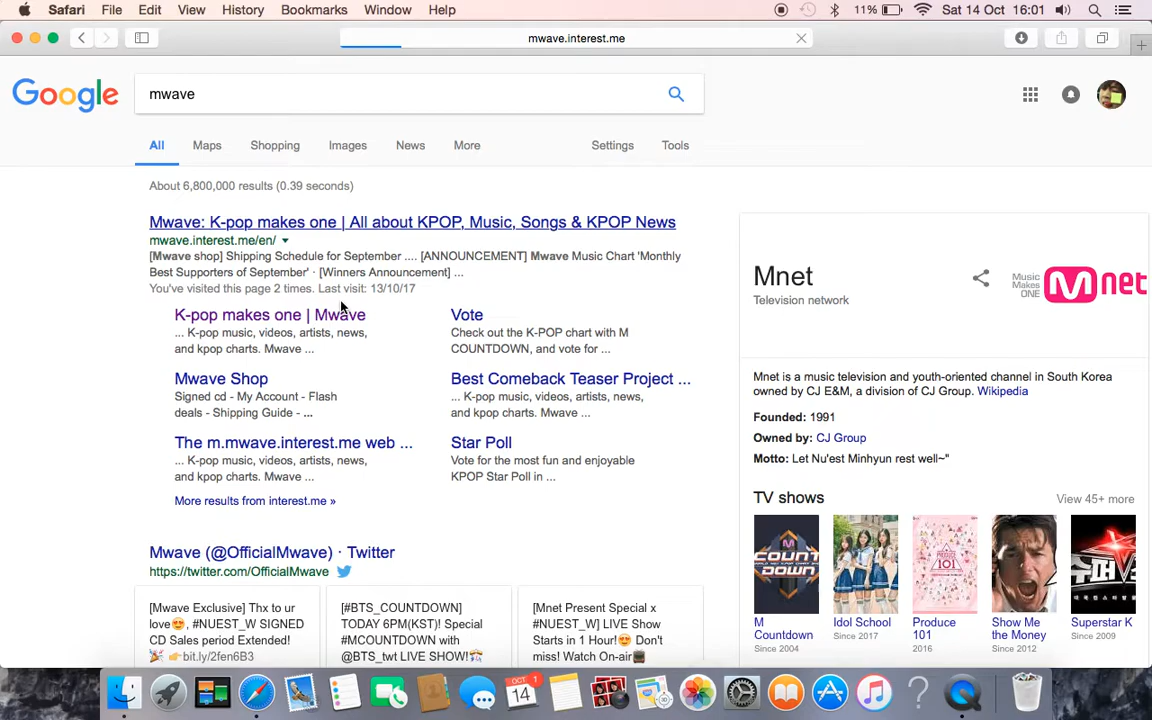 Safari File Edit View History Bookmarks Window Help 11% Sat 14 Oct 16:01
mwave.interest.me
Google
mwave
All Maps Shopping Images News More Settings Tools
About 6,800,000 results (0.39 seconds)
Mwave: K-pop makes one | All about KPOP, Music, Songs & KPOP News
mwave.interest.me/en/
[Mwave shop] Shipping Schedule for September .... [ANNOUNCEMENT] Mwave Music Chart 'Monthly
Best Supporters of September' · [Winners Announcement] ...
You've visited this page 2 times. Last visit: 13/10/17
K-pop makes one | Mwave
... K-pop music, videos, artists, news,
and kpop charts. Mwave ...
Vote
Check out the K-POP chart with M
COUNTDOWN, and vote for ...
Mwave Shop
Signed cd - My Account - Flash
deals - Shipping Guide - ...
Best Comeback Teaser Project ...
... K-pop music, videos, artists, news,
and kpop charts. Mwave ...
The m.mwave.interest.me web ...
... K-pop music, videos, artists, news,
and kpop charts. Mwave ...
Star Poll
Vote for the most fun and enjoyable
KPOP Star Poll in ...
More results from interest.me »
Mwave (@OfficialMwave) · Twitter
https://twitter.com/OfficialMwave
[Mwave Exclusive] Thx to ur
love😍, #NUEST_W SIGNED
CD Sales period Extended!
🎉 👉bit.ly/2fen6B3
[#BTS_COUNTDOWN]
TODAY 6PM(KST)! Special
#MCOUNTDOWN with
@BTS_twt LIVE SHOW!🎊
[Mnet Present Special x
#NUEST_W] LIVE Show
Starts in 1 Hour!😍 Don't
miss! Watch On-air📺
Mnet
Television network
Music
Makes
ONE
Mnet
Mnet is a music television and youth-oriented channel in South Korea
owned by CJ E&M, a division of CJ Group. Wikipedia
Founded: 1991
Owned by: CJ Group
Motto: Let Nu'est Minhyun rest well~"
TV shows
View 45+ more
COUNT
DOWN
PRODUCE
101
슈퍼
M
Countdown
Since 2004
Idol School
Since 2017
Produce
101
2016
Show Me
the Money
Since 2012
Superstar K
Since 2009
OCT
14
1